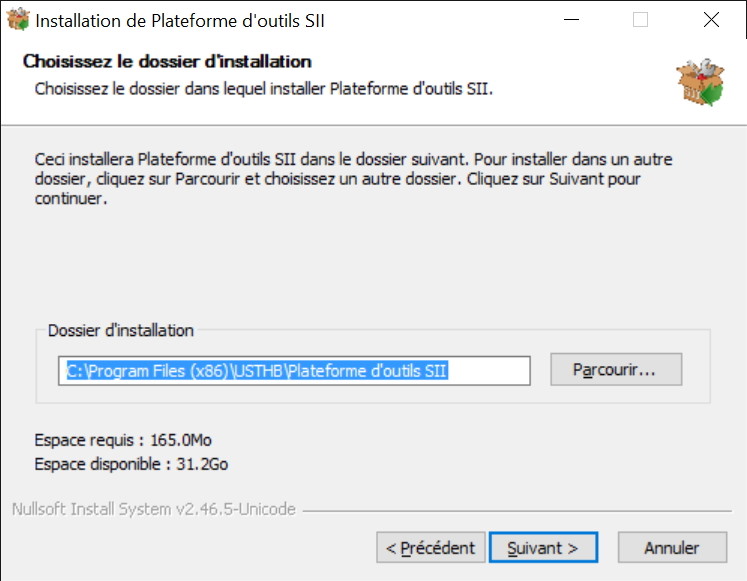 Installation de Plateforme d'outils SII
Choisissez le dossier d'installation
Choisissez le dossier dans lequel installer Plateforme d'outils SII.
Ceci installera Plateforme d'outils SII dans le dossier suivant. Pour installer dans un autre
dossier, cliquez sur Parcourir et choisissez un autre dossier. Cliquez sur Suivant pour
continuer.
Dossier d'installation
C:\Program Files (x86)\USTHB\Plateforme d'outils SII
Parcourir...
Espace requis : 165.0Mo
Espace disponible : 31.2Go
Nullsoft Install System v2.46.5-Unicode
< Précédent
Suivant >
Annuler